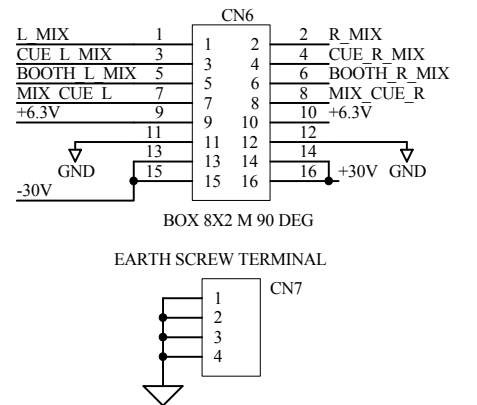 CN6
L_MIX 1 1 2 2 R_MIX
CUE_L_MIX 3 3 4 4 CUE_R_MIX
BOOTH_L_MIX 5 5 6 6 BOOTH_R_MIX
MIX_CUE_L 7 7 8 8 MIX_CUE_R
+6.3V 9 9 10 10 +6.3V
11 11 12 12
GND 13 13 14 14 GND
15 15 16 16 +30V
-30V
BOX 8X2 M 90 DEG
EARTH SCREW TERMINAL
CN7
1
2
3
4